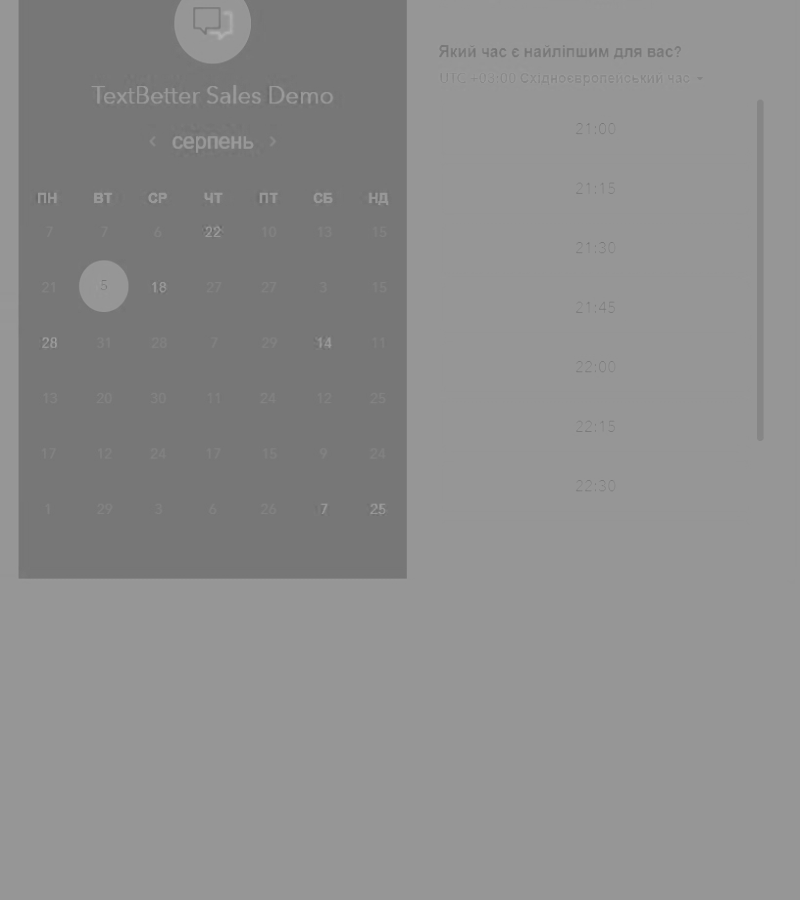 TextBetter Sales Demo
серпень
ПН ВТ СР ЧТ ПТ СБ НД
7 7 6 22 10 13 15
21 5 18 27 27 3 15
28 31 28 7 29 14 11
13 20 30 11 24 12 25
17 12 24 17 15 9 24
1 29 3 6 26 7 25
Який час є найліпшим для вас?
UTC +03:00 Східноєвропейський час
21:00
21:15
21:30
21:45
22:00
22:15
22:30